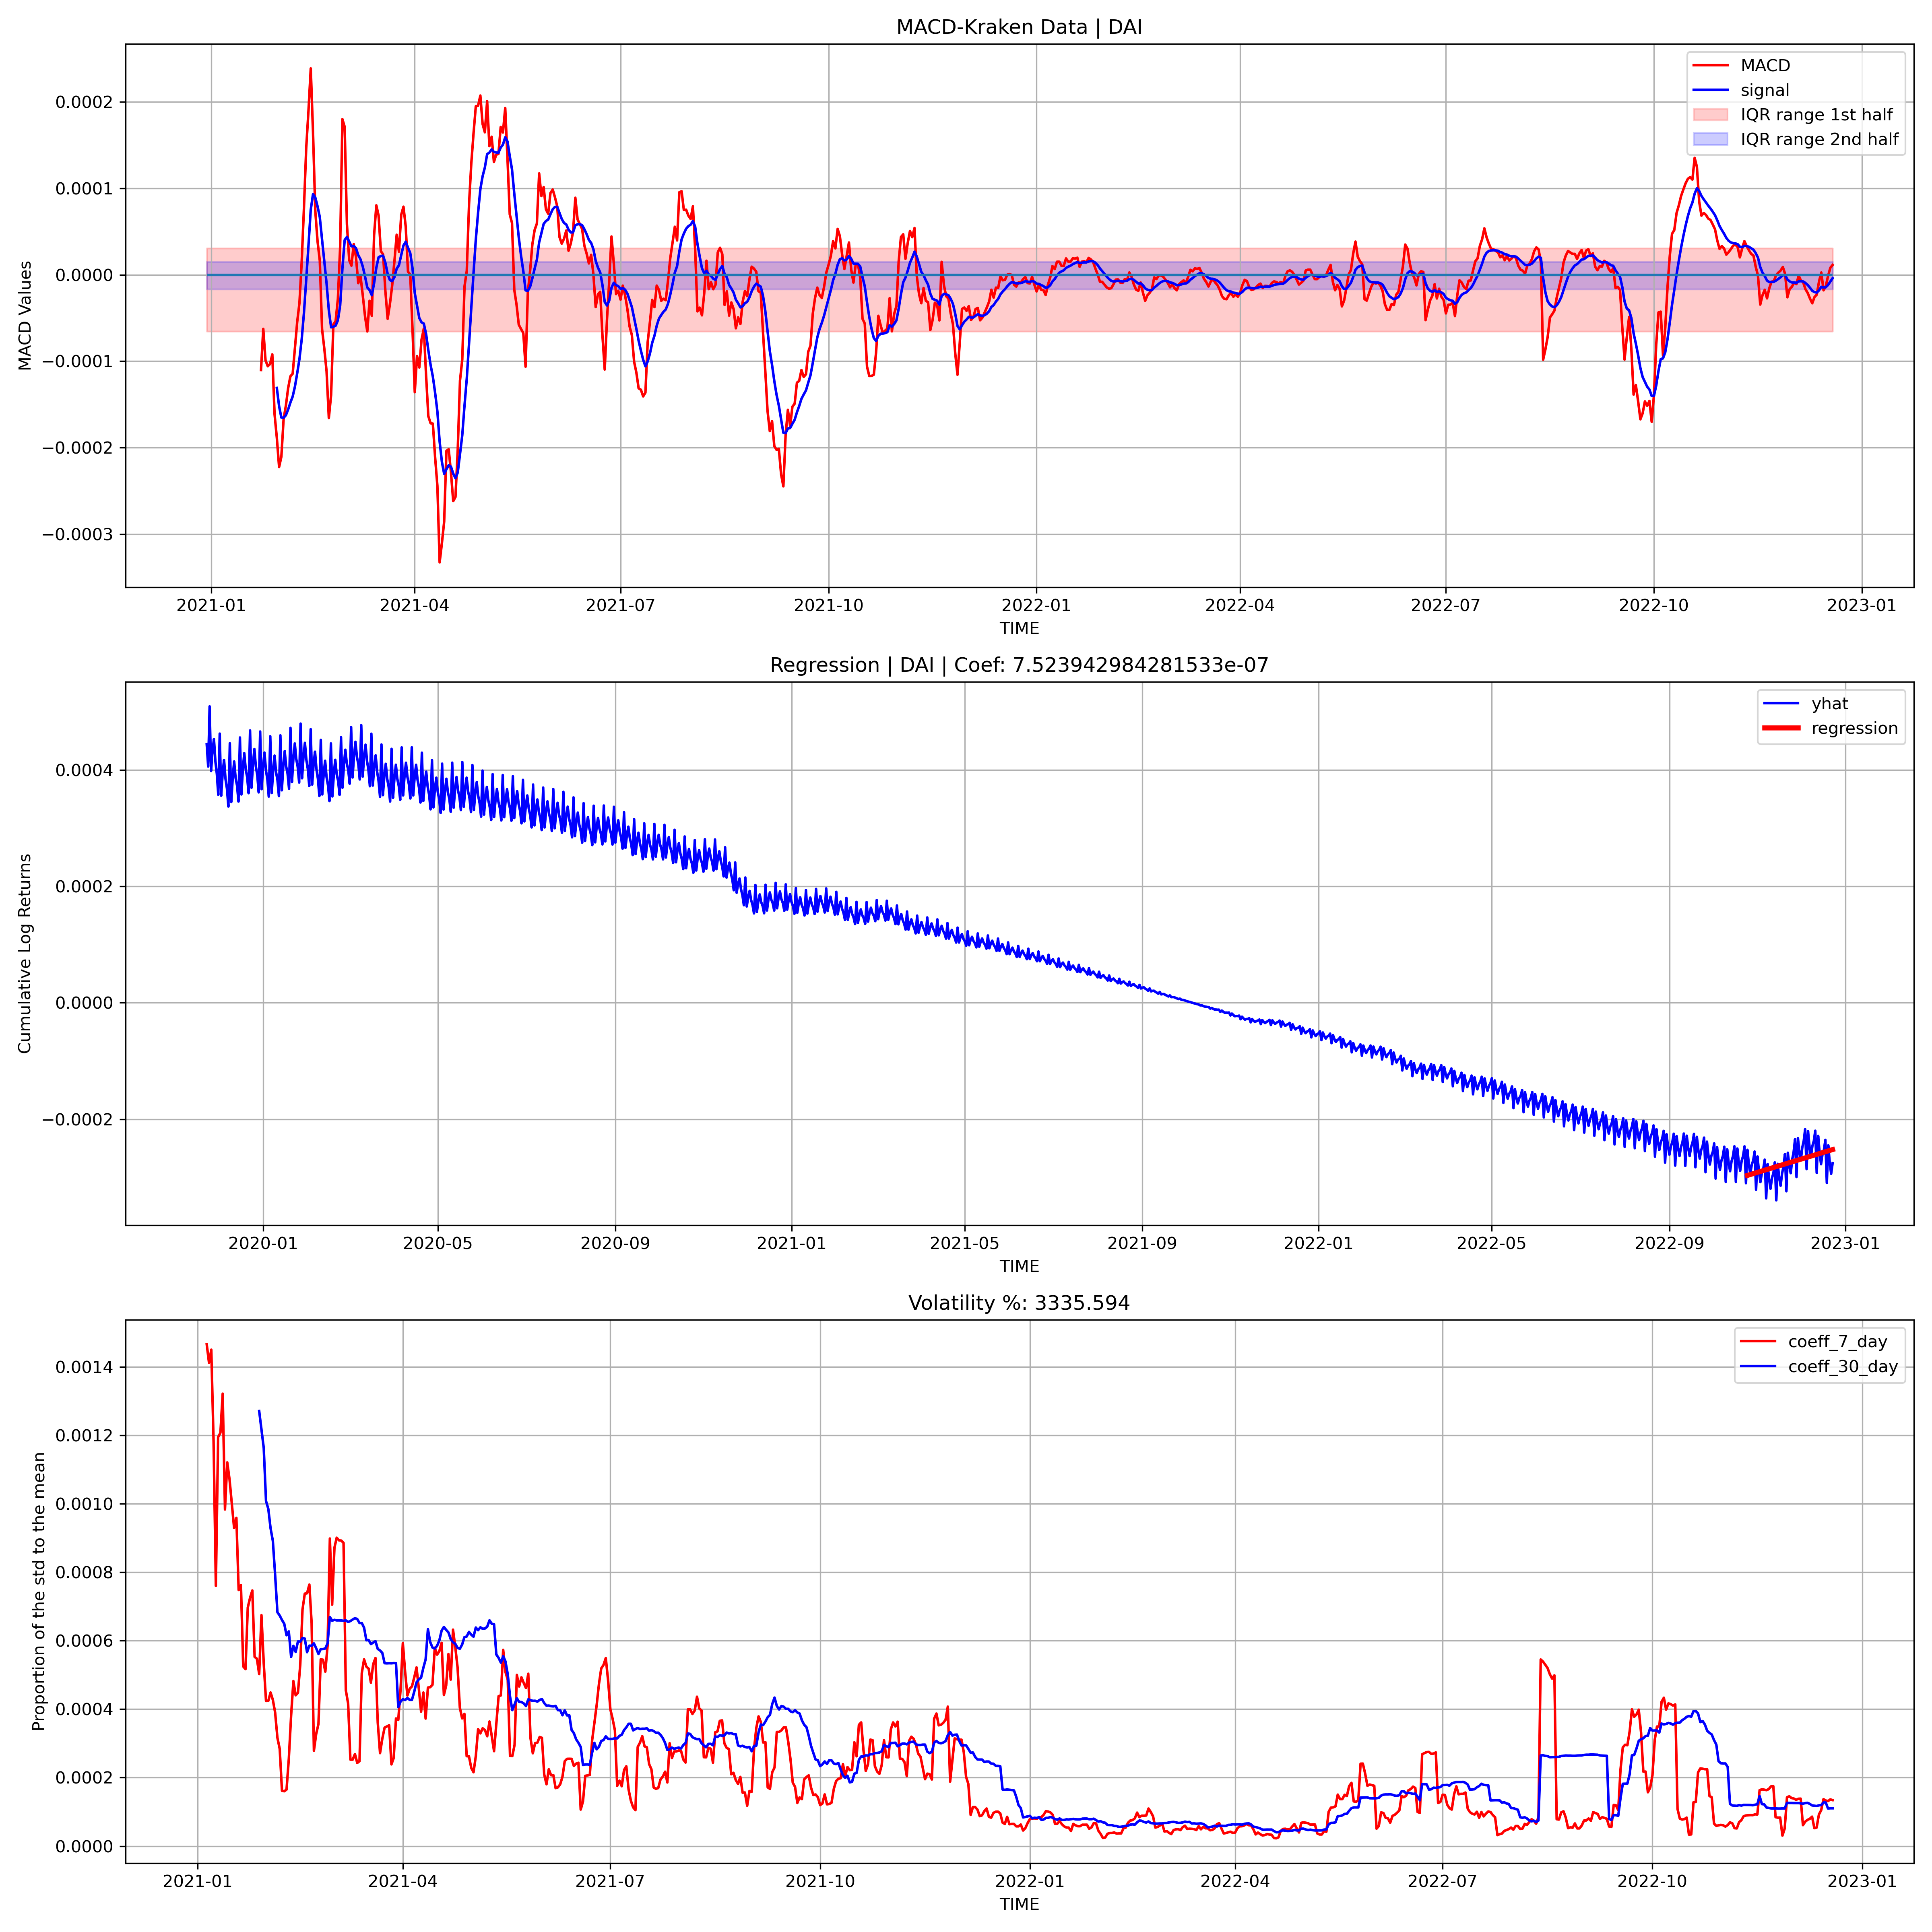 MACD-Kraken Data | DAI
MACD
signal
IQR range 1st half
IQR range 2nd half
MACD Values
0.0002
0.0001
0.0000
−0.0001
−0.0002
−0.0003
2021-01 2021-04 2021-07 2021-10 2022-01 2022-04 2022-07 2022-10 2023-01
TIME
Regression | DAI | Coef: 7.523942984281533e-07
yhat
regression
Cumulative Log Returns
0.0004
0.0002
0.0000
−0.0002
2020-01 2020-05 2020-09 2021-01 2021-05 2021-09 2022-01 2022-05 2022-09 2023-01
TIME
Volatility %: 3335.594
coeff_7_day
coeff_30_day
Proportion of the std to the mean
0.0014
0.0012
0.0010
0.0008
0.0006
0.0004
0.0002
0.0000
2021-01 2021-04 2021-07 2021-10 2022-01 2022-04 2022-07 2022-10 2023-01
TIME